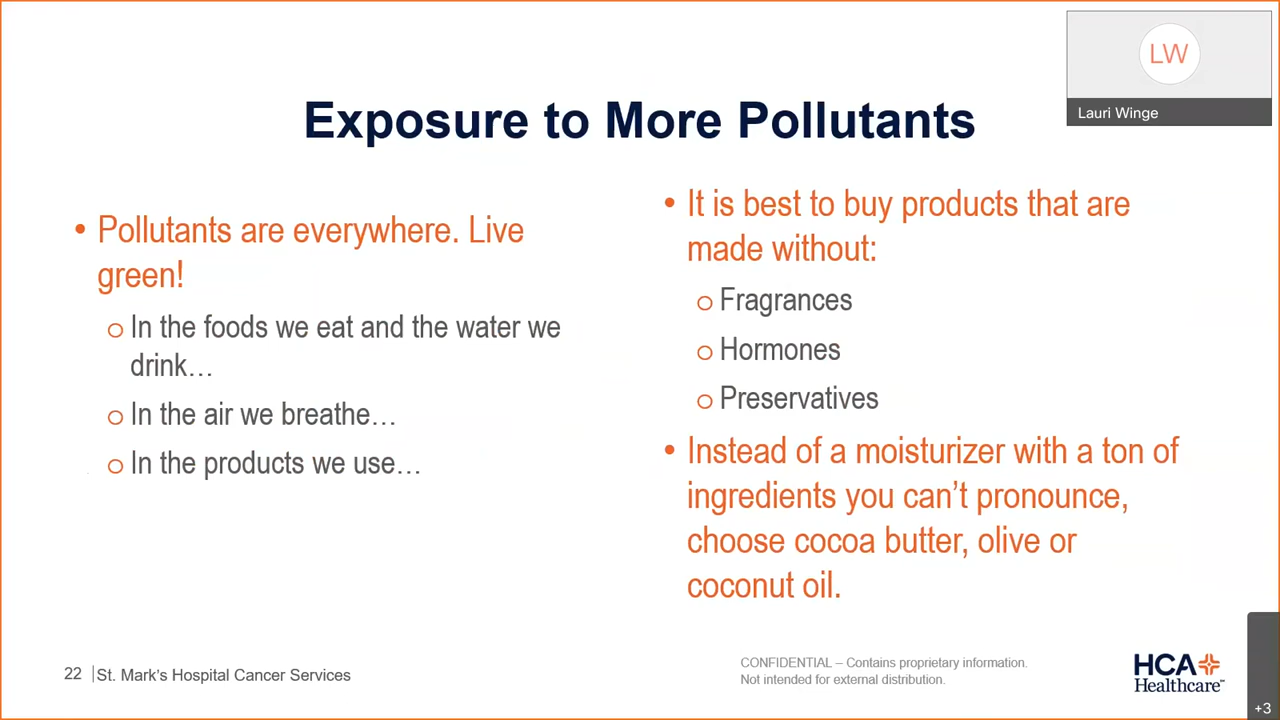 LW
Lauri Winge
Exposure to More Pollutants
• Pollutants are everywhere. Live
green!
o In the foods we eat and the water we
drink…
o In the air we breathe…
o In the products we use…
• It is best to buy products that are
made without:
o Fragrances
o Hormones
o Preservatives
• Instead of a moisturizer with a ton of
ingredients you can’t pronounce,
choose cocoa butter, olive or
coconut oil.
22 | St. Mark’s Hospital Cancer Services
CONFIDENTIAL – Contains proprietary information.
Not intended for external distribution.
HCA
Healthcare™
+3